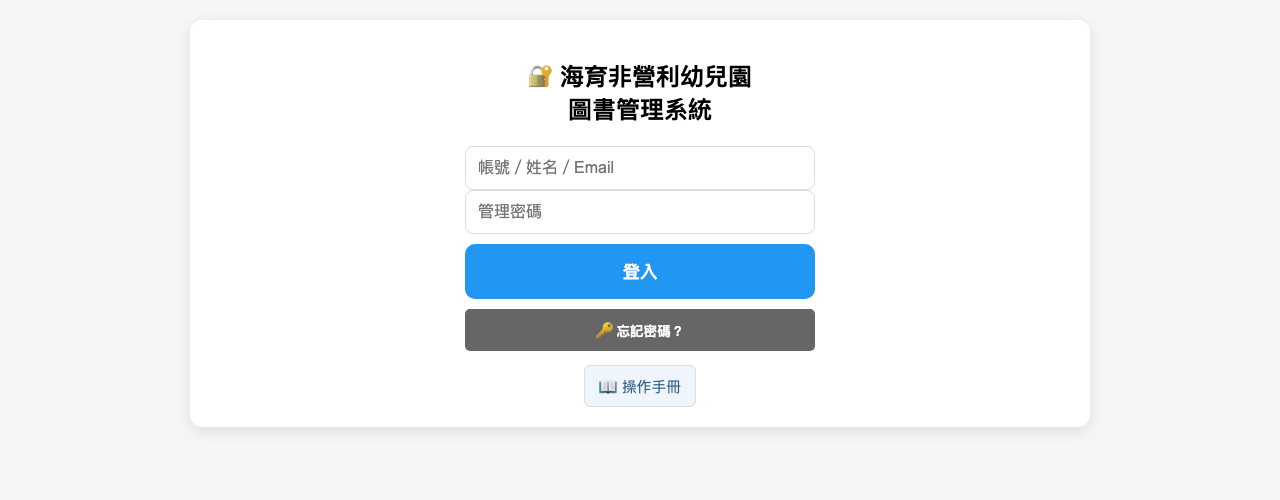 🔐 海育非營利幼兒園
圖書管理系統
帳號 / 姓名 / Email
管理密碼
登入
🔑 忘記密碼？
📖 操作手冊